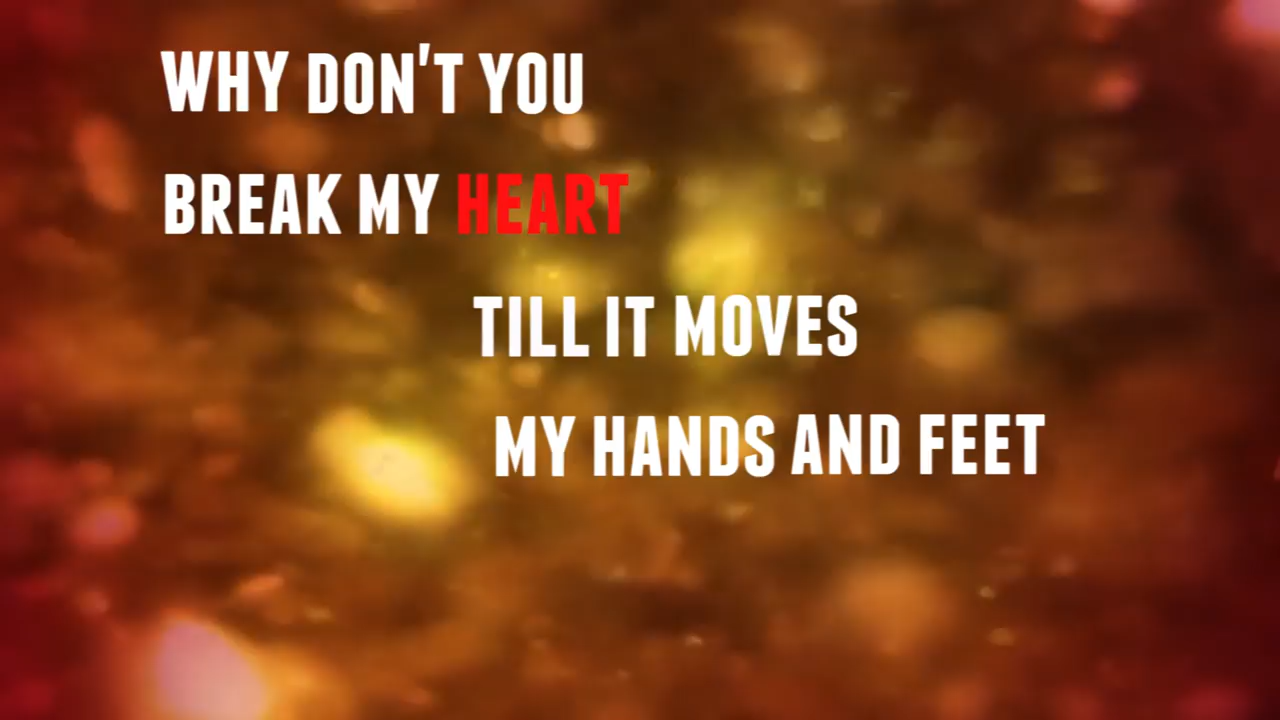 WHY DON'T YOU
BREAK MY HEART
TILL IT MOVES
MY HANDS AND FEET